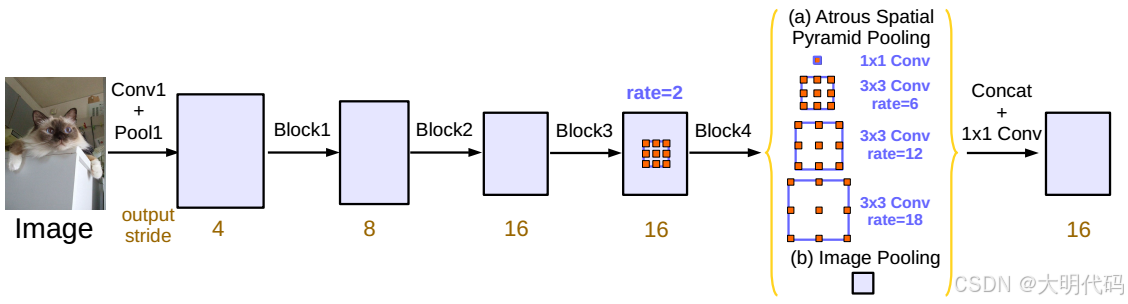 (a) Atrous Spatial
Pyramid Pooling
1x1 Conv
3x3 Conv
rate=6
3x3 Conv
rate=12
3x3 Conv
rate=18
(b) Image Pooling
Conv1
+
Pool1
Block1
Block2
Block3
rate=2
Block4
Concat
+
1x1 Conv
Image
output
stride
4
8
16
16
16
CSDN @大明代码